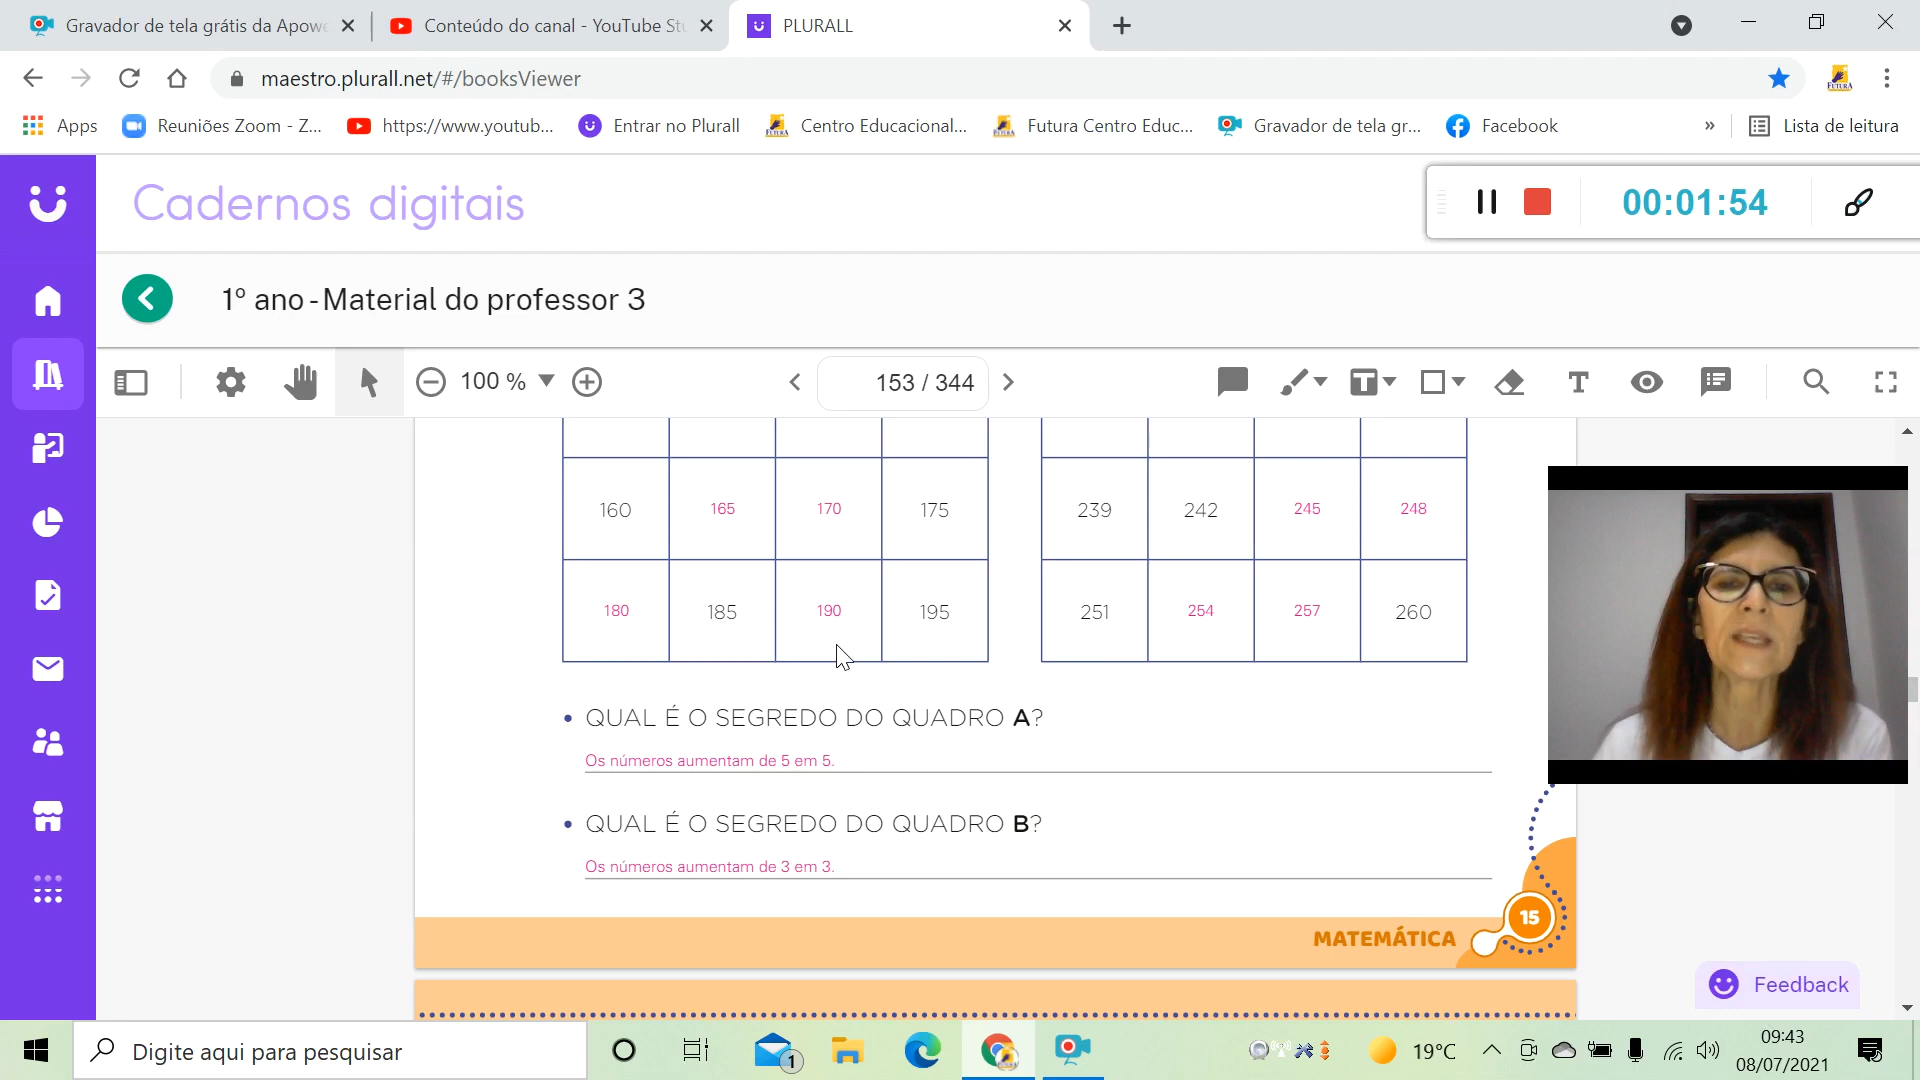 Gravador de tela grátis da Apowe
Conteúdo do canal - YouTube Stu
PLURALL
maestro.plurall.net/#/booksViewer
Apps
Reuniões Zoom - Z...
https://www.youtub...
Entrar no Plurall
Centro Educacional...
Futura Centro Educ...
Gravador de tela gr...
Facebook
»
Lista de leitura
Cadernos digitais
00:01:54
1º ano - Material do professor 3
100 %
153 / 344
160 165 170 175
239 242 245 248
180 185 190 195
251 254 257 260
• QUAL É O SEGREDO DO QUADRO A?
Os números aumentam de 5 em 5.
• QUAL É O SEGREDO DO QUADRO B?
Os números aumentam de 3 em 3.
MATEMÁTICA
15
Feedback
Digite aqui para pesquisar
1
19°C
09:43
08/07/2021